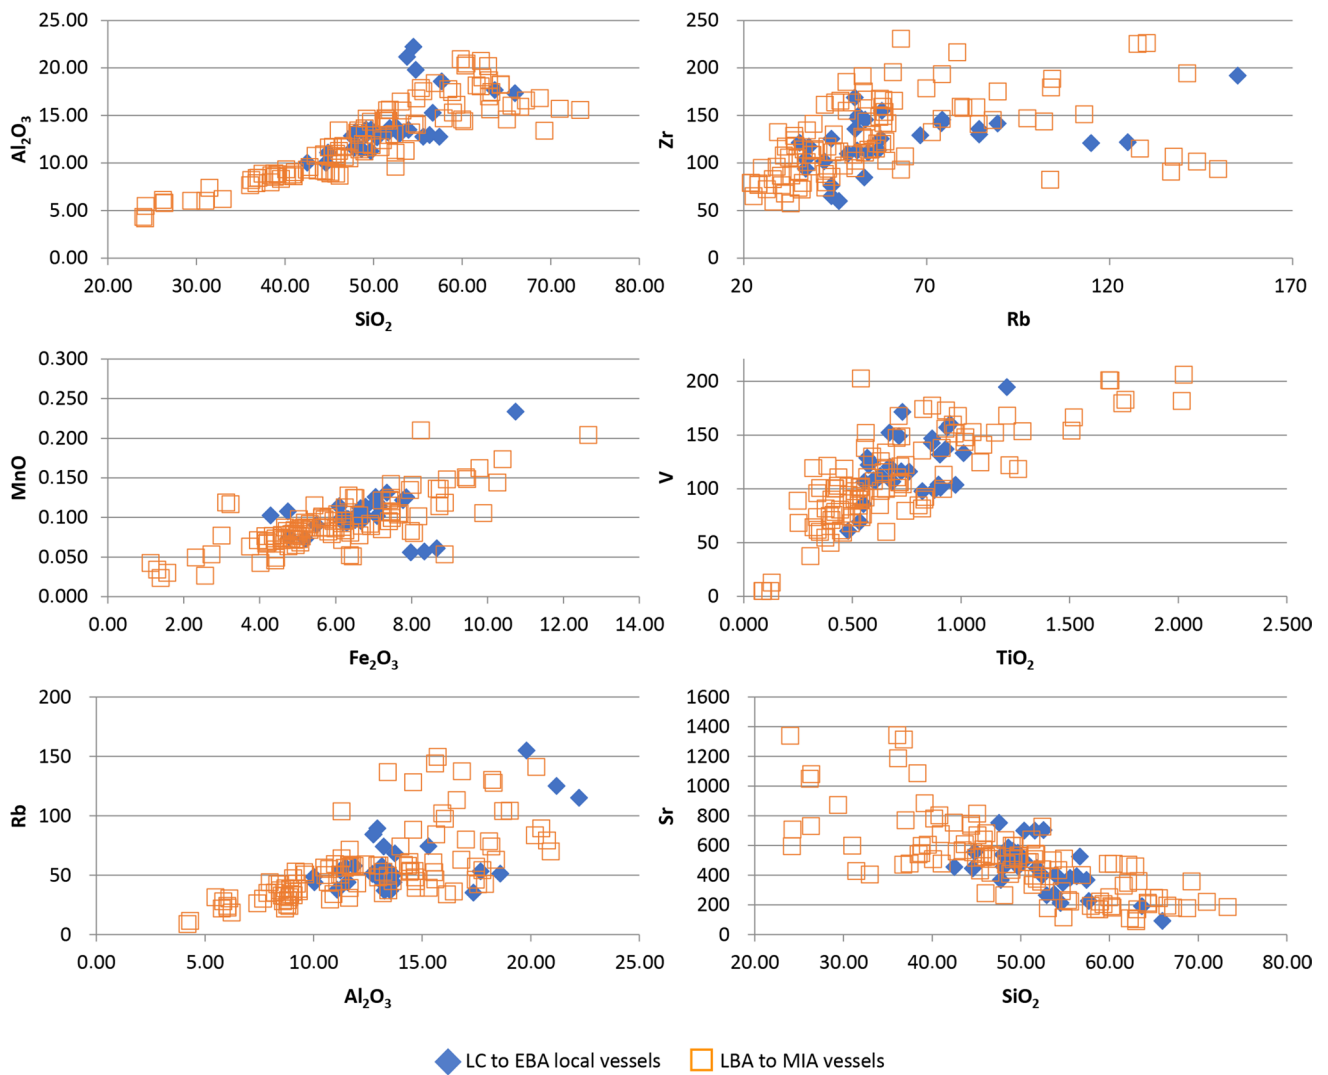 25.00
20.00
15.00
10.00
5.00
0.00
Al₂O₃
20.00 30.00 40.00 50.00 60.00 70.00 80.00
SiO₂
250
200
150
100
50
0
Zr
20 70 120 170
Rb
0.300
0.250
0.200
0.150
0.100
0.050
0.000
MnO
0.00 2.00 4.00 6.00 8.00 10.00 12.00 14.00
Fe₂O₃
200
150
100
50
0
V
0.000 0.500 1.000 1.500 2.000 2.500
TiO₂
200
150
100
50
0
Rb
0.00 5.00 10.00 15.00 20.00 25.00
Al₂O₃
1600
1400
1200
1000
800
600
400
200
0
Sr
20.00 30.00 40.00 50.00 60.00 70.00 80.00
SiO₂
LC to EBA local vessels LBA to MIA vessels